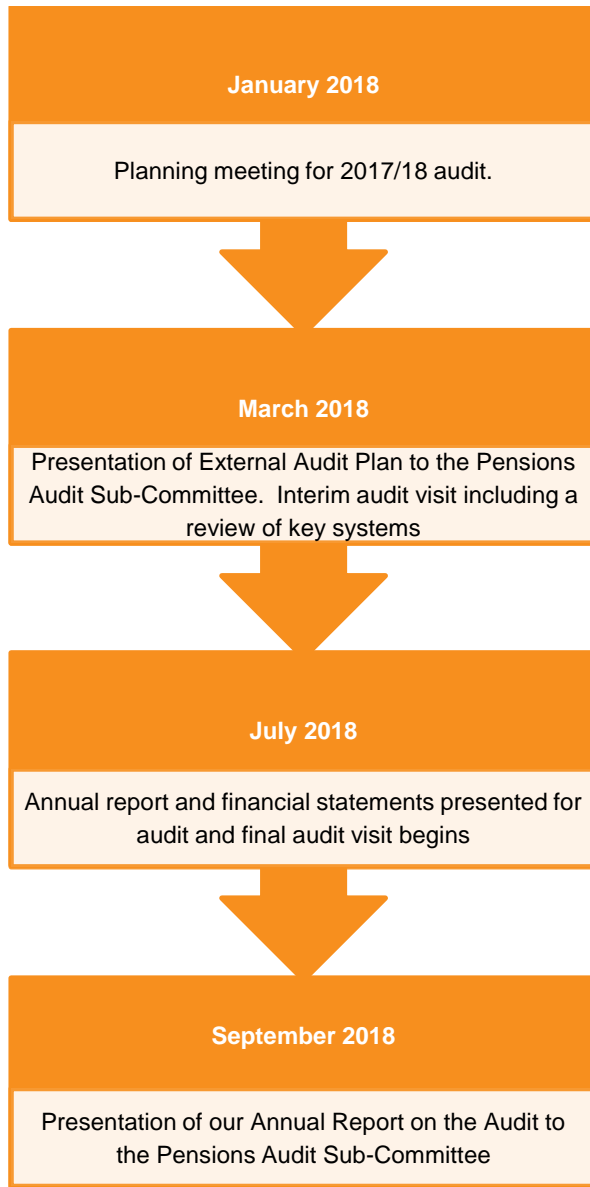 January 2018
Planning meeting for 2017/18 audit.
March 2018
Presentation of External Audit Plan to the Pensions
Audit Sub-Committee.  Interim audit visit including a
review of key systems
July 2018
Annual report and financial statements presented for
audit and final audit visit begins
September 2018
Presentation of our Annual Report on the Audit to
the Pensions Audit Sub-Committee